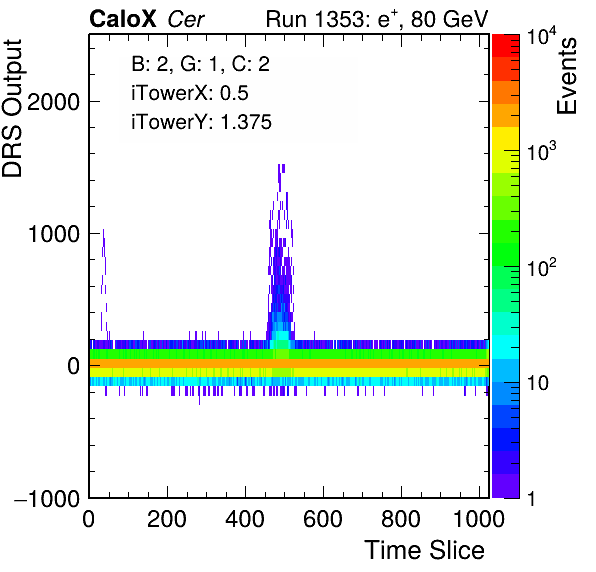 CaloX Cer Run 1353: e⁺, 80 GeV
B: 2, G: 1, C: 2
iTowerX: 0.5
iTowerY: 1.375
DRS Output
2000
1000
0
−1000
0 200 400 600 800 1000
Time Slice
10⁴
10³
10²
10
1
Events